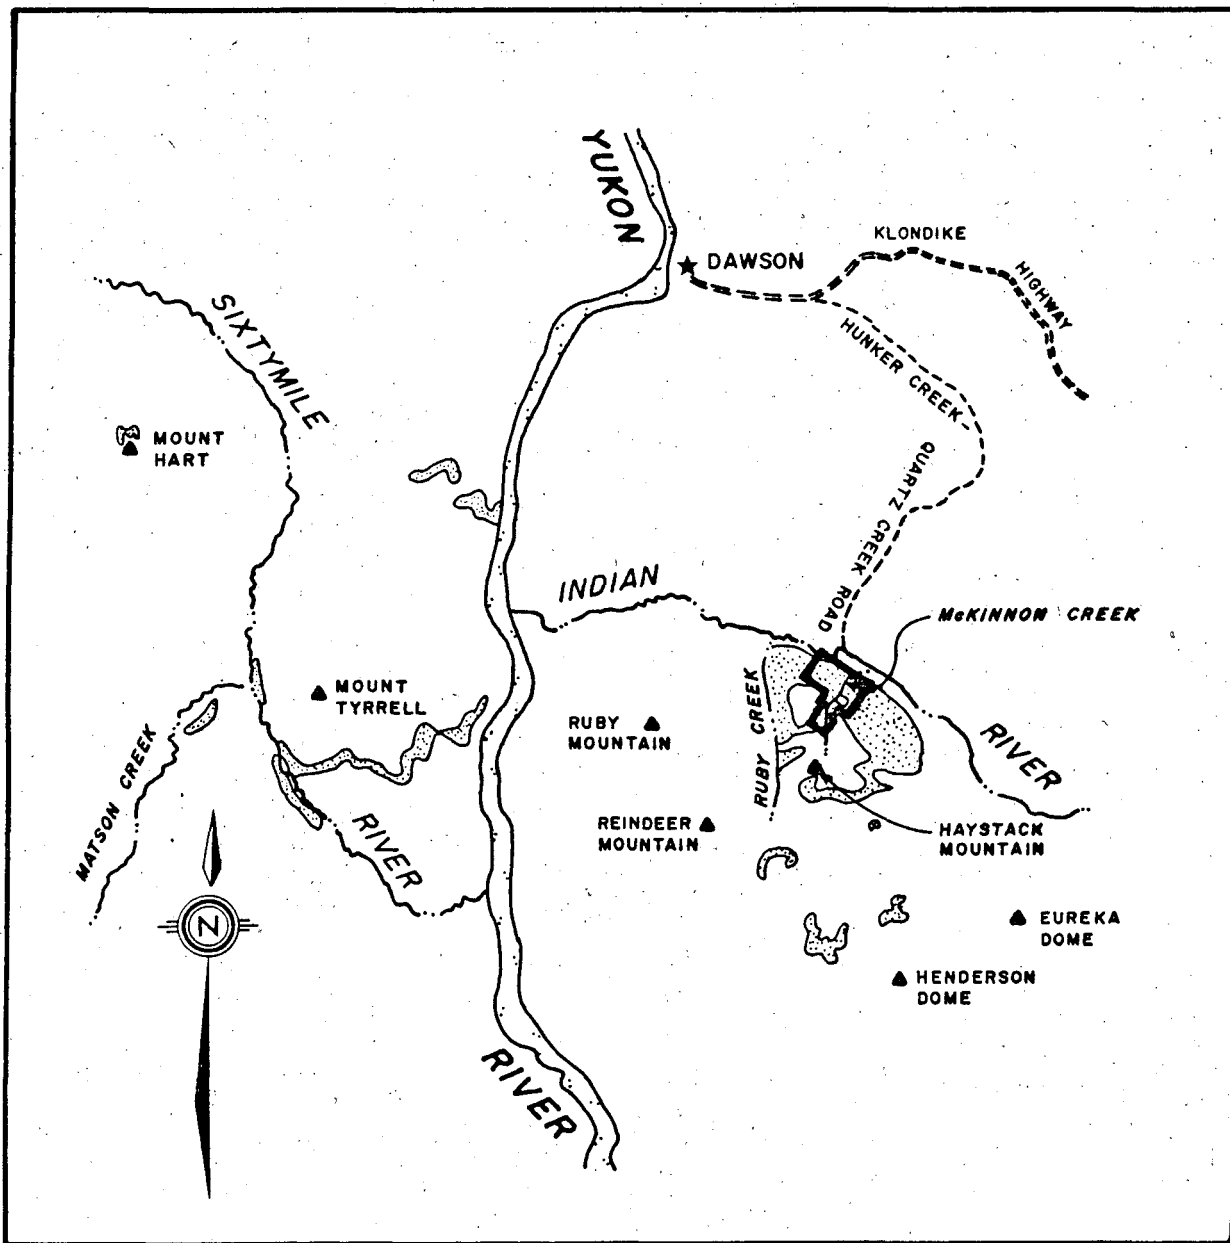 YUKON
KLONDIKE
HIGHWAY
DAWSON
SIXTYMILE
HUNKER CREEK -
MOUNT
HART
QUARTZ CREEK ROAD
INDIAN
McKINNON CREEK
MOUNT
TYRRELL
RUBY
MOUNTAIN
RUBY CREEK
RIVER
MATSON CREEK
RIVER
REINDEER
MOUNTAIN
HAYSTACK
MOUNTAIN
N
EUREKA
DOME
HENDERSON
DOME
RIVER